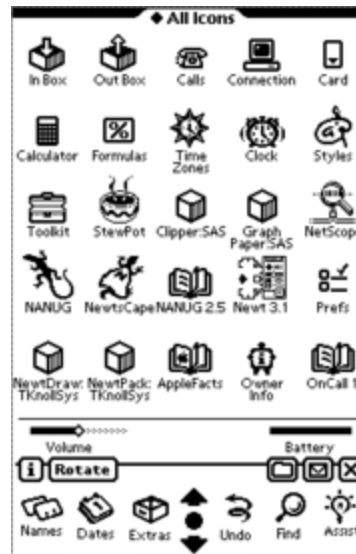 All Icons
In Box Out Box Calls Connection Card
Calculator Formulas Time Zones Clock Styles
Toolkit StewPot Clipper:SAS Graph Paper:SAS NetScop
NANUG NewtsCape NANUG 2.5 Newt 3.1 Prefs
NewtDraw: TKnollSys NewtPack: TKnollSys AppleFacts Owner Info OnCall 1
Volume Battery
i Rotate X
Names Dates Extras Undo Find Assist